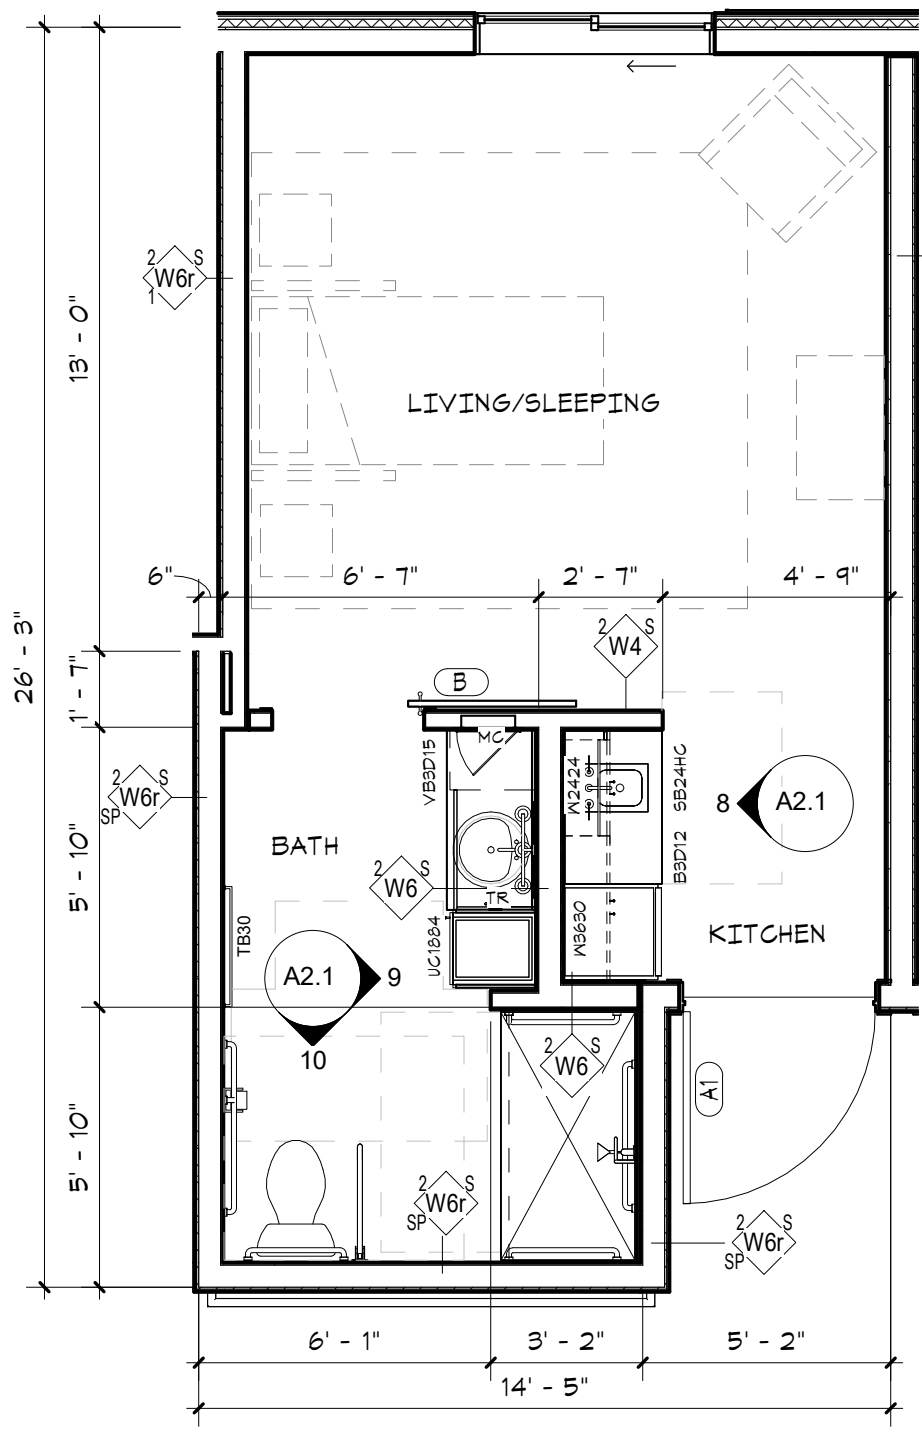 2 S
W6r
1
13' - 0"
LIVING/SLEEPING
6"
6' - 7"
2' - 7"
4' - 9"
26' - 3"
2 S
W4
1' - 7"
B
MC
VB3D15
W2424
SB24HC
2 S
W6r
SP
8
A2.1
BATH
B3D12
5' - 10"
2 S
W6
TR
TB30
UC1884
W3630
KITCHEN
A2.1
9
10
2 S
W6
A1
5' - 10"
2 S
W6r
SP
2 S
W6r
SP
6' - 1"
3' - 2"
5' - 2"
14' - 5"